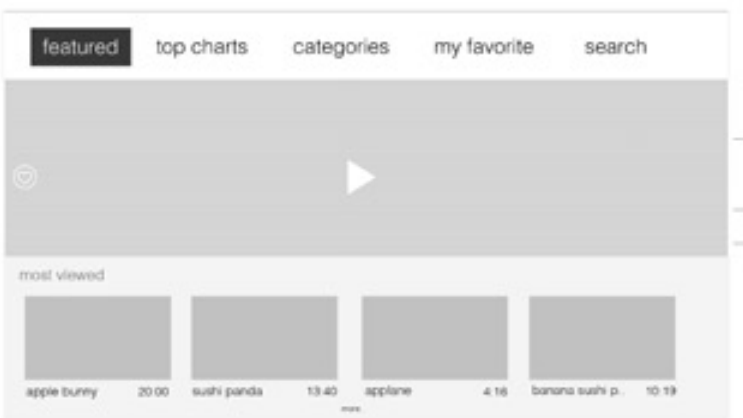 featured top charts categories my favorite search
most viewed
apple bunny 20:00 sushi panda 13:40 applane 4:16 banana sushi p.. 10:19
more